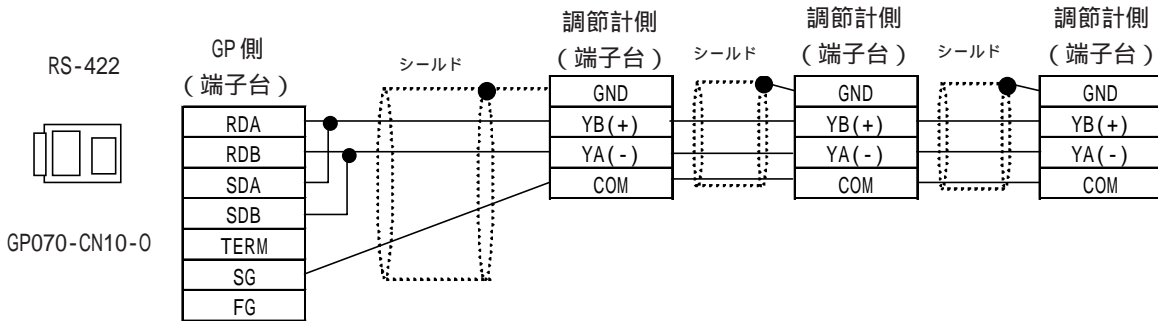 RS-422
GP070-CN10-0
GP側
(端子台)
RDA
RDB
SDA
SDB
TERM
SG
FG
シールド
調節計側
(端子台)
GND
YB(+)
YA(-)
COM
シールド
調節計側
(端子台)
GND
YB(+)
YA(-)
COM
シールド
調節計側
(端子台)
GND
YB(+)
YA(-)
COM